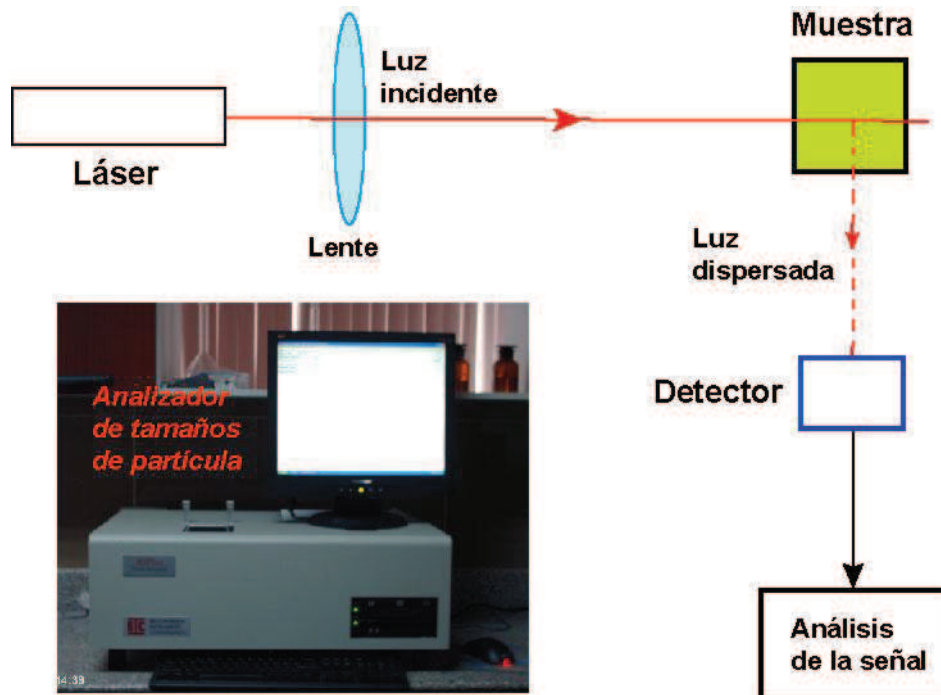 Muestra
Luz
incidente
Láser
Lente
Luz
dispersada
Analizador
de tamaños
de partícula
Detector
Análisis
de la señal
14:39